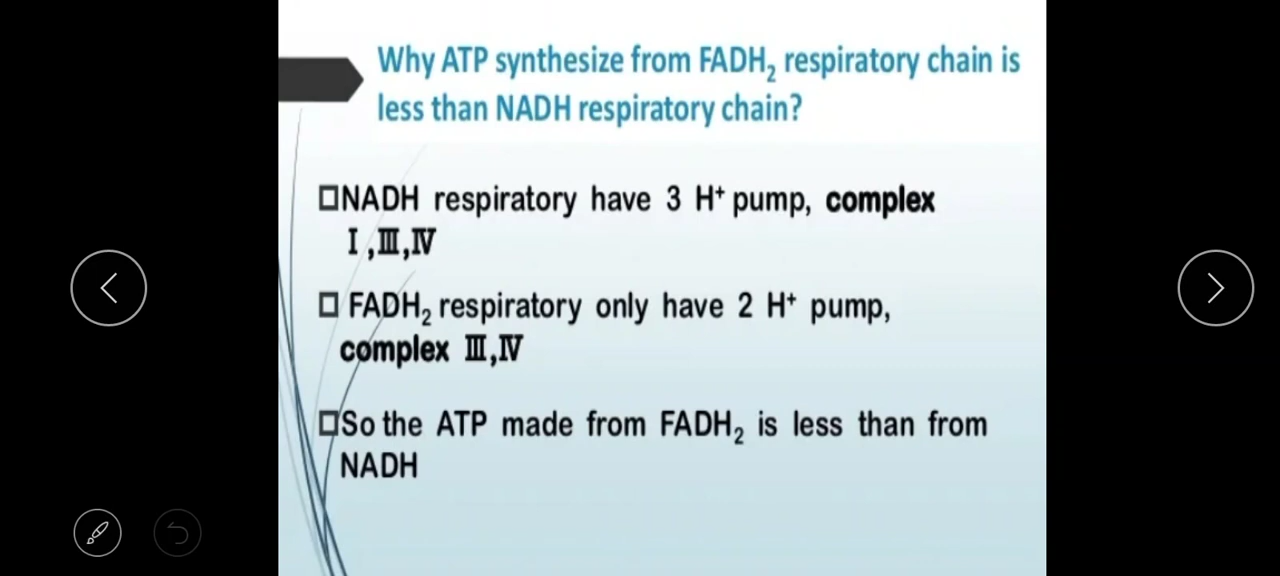 Why ATP synthesize from FADH₂ respiratory chain is
less than NADH respiratory chain?
□NADH respiratory have 3 H⁺ pump, complex
Ⅰ,Ⅲ,Ⅳ
□ FADH₂ respiratory only have 2 H⁺ pump,
complex Ⅲ,Ⅳ
□So the ATP made from FADH₂ is less than from
NADH